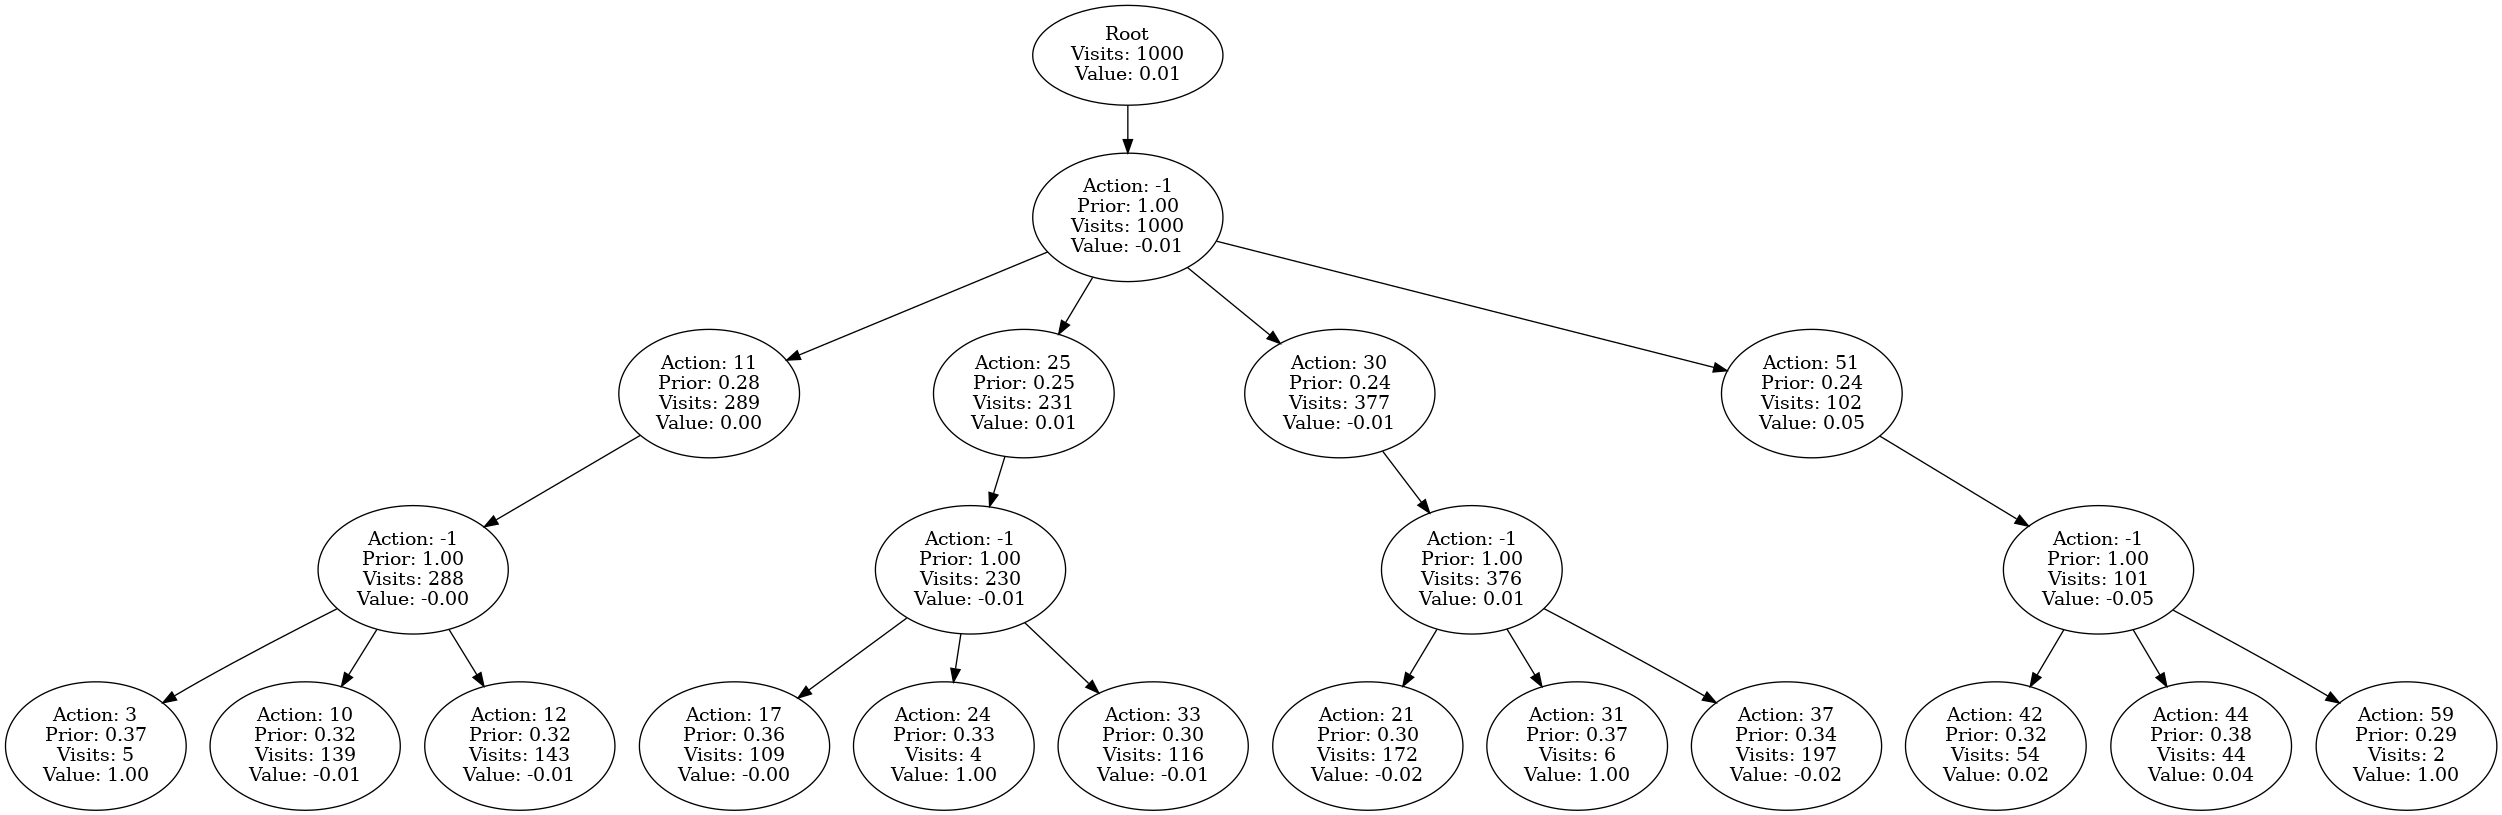 Root
Visits: 1000
Value: 0.01
Action: -1
Prior: 1.00
Visits: 1000
Value: -0.01
Action: 11
Prior: 0.28
Visits: 289
Value: 0.00
Action: 25
Prior: 0.25
Visits: 231
Value: 0.01
Action: 30
Prior: 0.24
Visits: 377
Value: -0.01
Action: 51
Prior: 0.24
Visits: 102
Value: 0.05
Action: -1
Prior: 1.00
Visits: 288
Value: -0.00
Action: -1
Prior: 1.00
Visits: 230
Value: -0.01
Action: -1
Prior: 1.00
Visits: 376
Value: 0.01
Action: -1
Prior: 1.00
Visits: 101
Value: -0.05
Action: 3
Prior: 0.37
Visits: 5
Value: 1.00
Action: 10
Prior: 0.32
Visits: 139
Value: -0.01
Action: 12
Prior: 0.32
Visits: 143
Value: -0.01
Action: 17
Prior: 0.36
Visits: 109
Value: -0.00
Action: 24
Prior: 0.33
Visits: 4
Value: 1.00
Action: 33
Prior: 0.30
Visits: 116
Value: -0.01
Action: 21
Prior: 0.30
Visits: 172
Value: -0.02
Action: 31
Prior: 0.37
Visits: 6
Value: 1.00
Action: 37
Prior: 0.34
Visits: 197
Value: -0.02
Action: 42
Prior: 0.32
Visits: 54
Value: 0.02
Action: 44
Prior: 0.38
Visits: 44
Value: 0.04
Action: 59
Prior: 0.29
Visits: 2
Value: 1.00